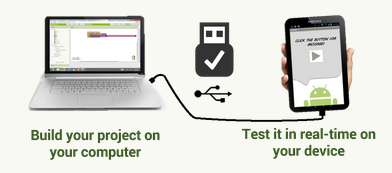 CLICK THE BUTTON FOR
MESSAGE!
Build your project on
your computer
Test it in real-time on
your device